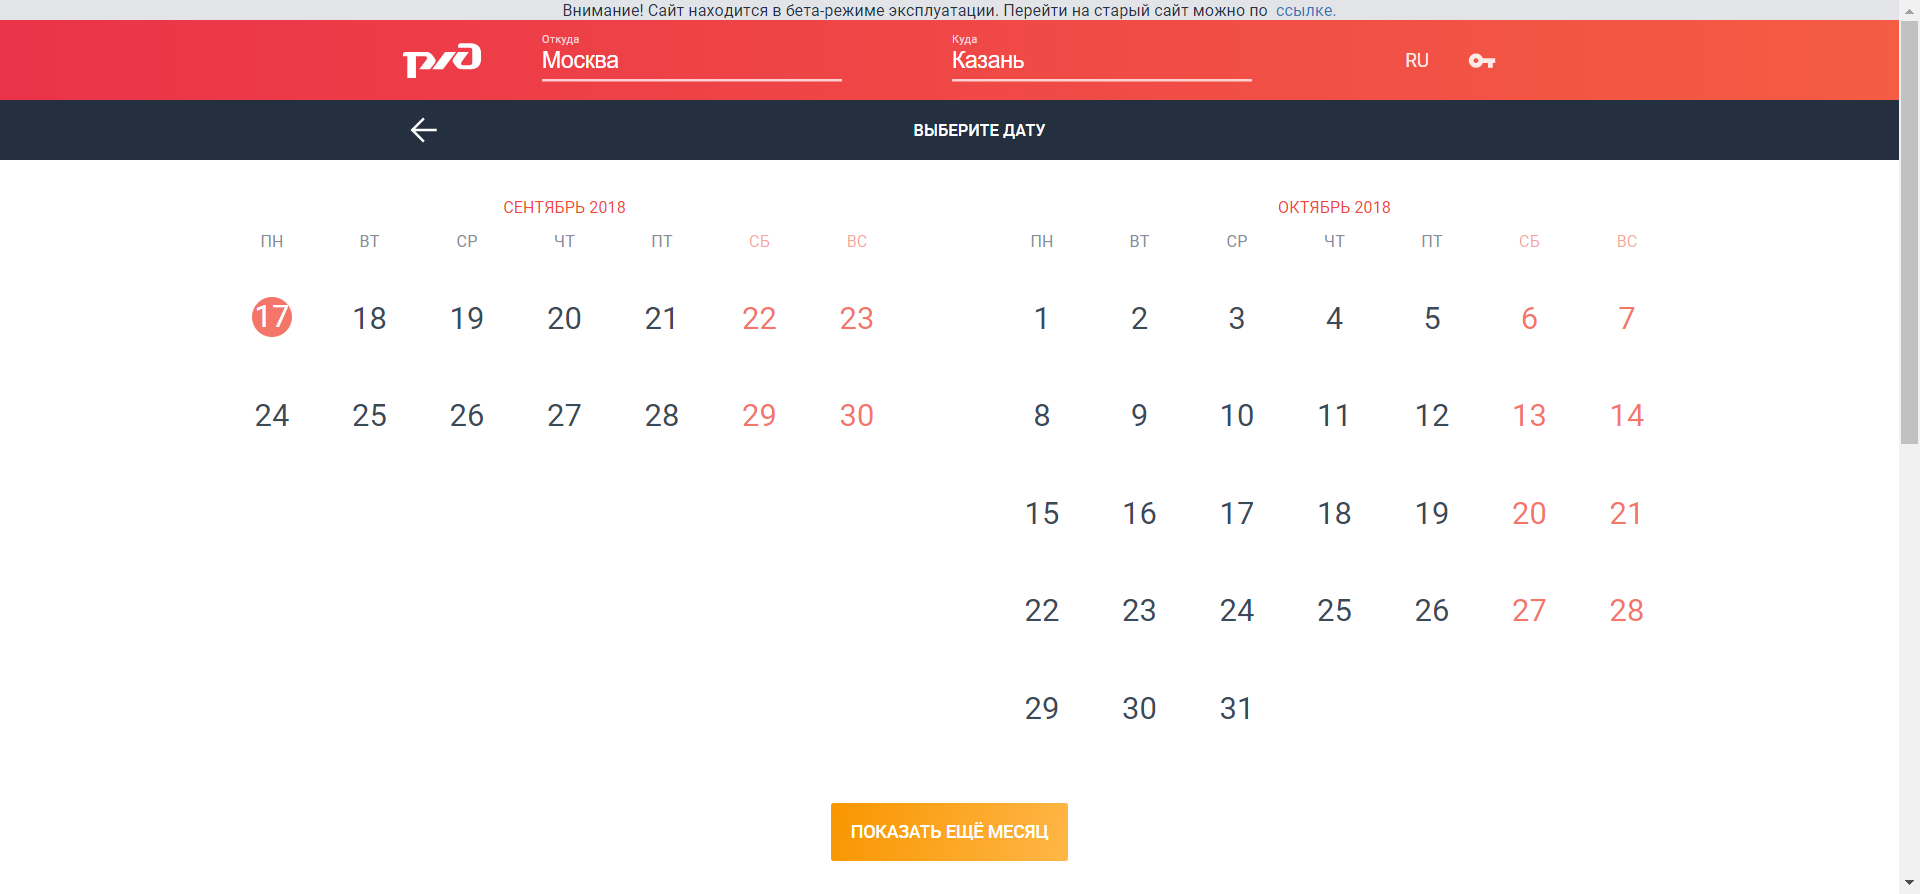 Внимание! Сайт находится в бета-режиме эксплуатации. Перейти на старый сайт можно по ссылке.
ржд
Откуда
Москва
Куда
Казань
RU
ВЫБЕРИТЕ ДАТУ
СЕНТЯБРЬ 2018
ПН ВТ СР ЧТ ПТ СБ ВС
17 18 19 20 21 22 23
24 25 26 27 28 29 30
ОКТЯБРЬ 2018
ПН ВТ СР ЧТ ПТ СБ ВС
1 2 3 4 5 6 7
8 9 10 11 12 13 14
15 16 17 18 19 20 21
22 23 24 25 26 27 28
29 30 31
ПОКАЗАТЬ ЕЩЁ МЕСЯЦ